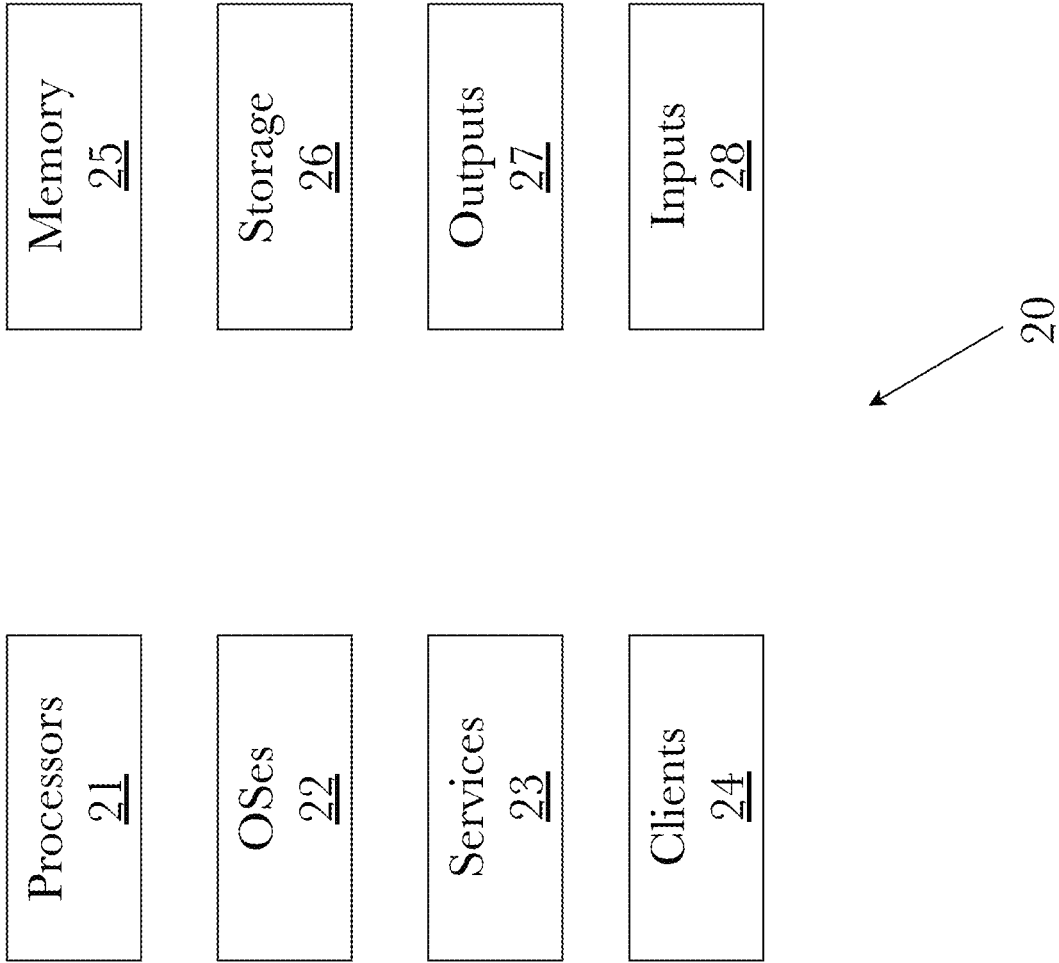 Processors
21
OSes
22
Services
23
Clients
24
Memory
25
Storage
26
Outputs
27
Inputs
28
20